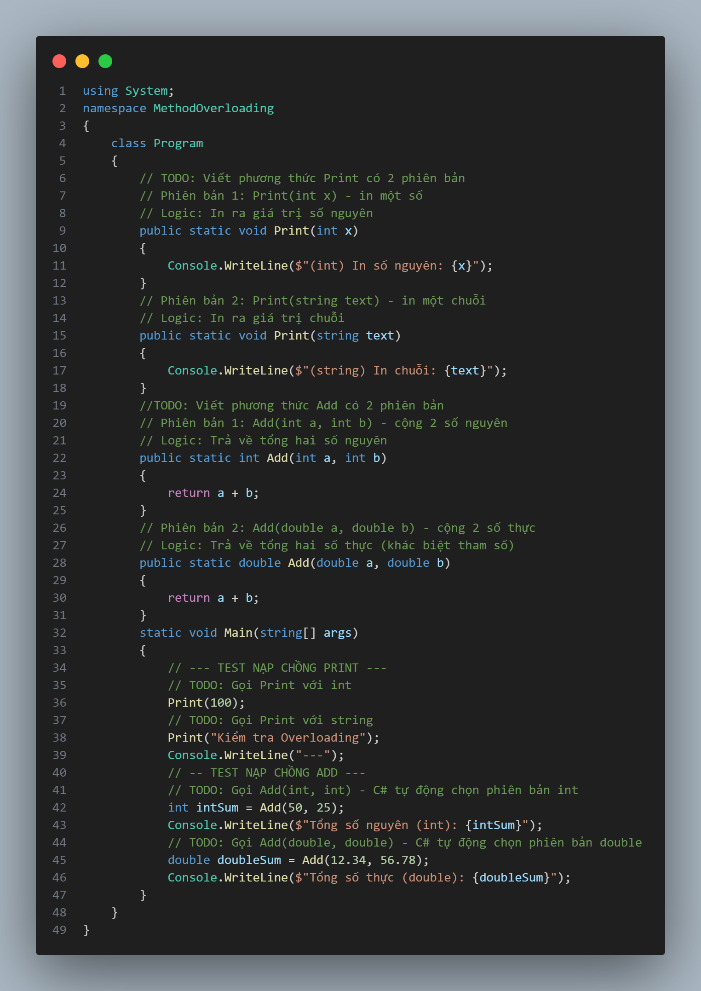 1 using System;
2 namespace MethodOverloading
3 {
4 class Program
5 {
6 // TODO: Viết phương thức Print có 2 phiên bản
7 // Phiên bản 1: Print(int x) - in một số
8 // Logic: In ra giá trị số nguyên
9 public static void Print(int x)
10 {
11 Console.WriteLine($"(int) In số nguyên: {x}");
12 }
13 // Phiên bản 2: Print(string text) - in một chuỗi
14 // Logic: In ra giá trị chuỗi
15 public static void Print(string text)
16 {
17 Console.WriteLine($"(string) In chuỗi: {text}");
18 }
19 //TODO: Viết phương thức Add có 2 phiên bản
20 // Phiên bản 1: Add(int a, int b) - cộng 2 số nguyên
21 // Logic: Trả về tổng hai số nguyên
22 public static int Add(int a, int b)
23 {
24 return a + b;
25 }
26 // Phiên bản 2: Add(double a, double b) - cộng 2 số thực
27 // Logic: Trả về tổng hai số thực (khác biệt tham số)
28 public static double Add(double a, double b)
29 {
30 return a + b;
31 }
32 static void Main(string[] args)
33 {
34 // --- TEST NẠP CHỒNG PRINT ---
35 // TODO: Gọi Print với int
36 Print(100);
37 // TODO: Gọi Print với string
38 Print("Kiểm tra Overloading");
39 Console.WriteLine("---");
40 // -- TEST NẠP CHỒNG ADD ---
41 // TODO: Gọi Add(int, int) - C# tự động chọn phiên bản int
42 int intSum = Add(50, 25);
43 Console.WriteLine($"Tổng số nguyên (int): {intSum}");
44 // TODO: Gọi Add(double, double) - C# tự động chọn phiên bản double
45 double doubleSum = Add(12.34, 56.78);
46 Console.WriteLine($"Tổng số thực (double): {doubleSum}");
47 }
48 }
49 }